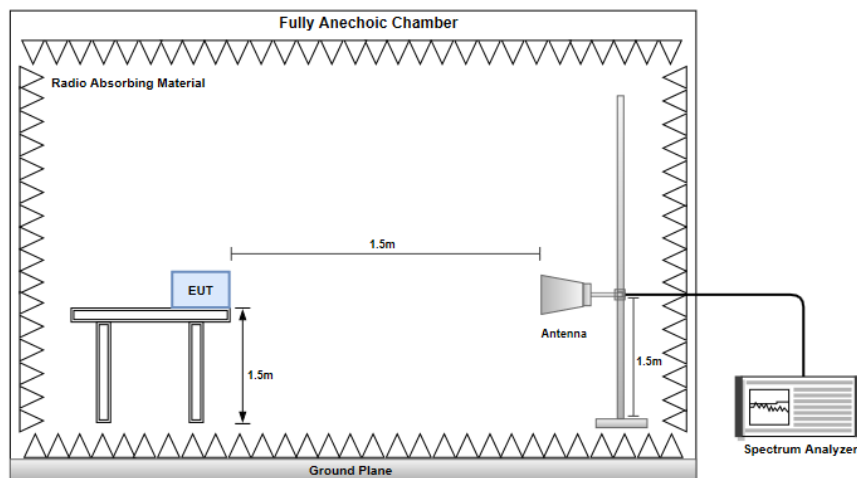 Fully Anechoic Chamber
Radio Absorbing Material
1.5m
EUT
Antenna
1.5m
1.5m
Spectrum Analyzer
Ground Plane